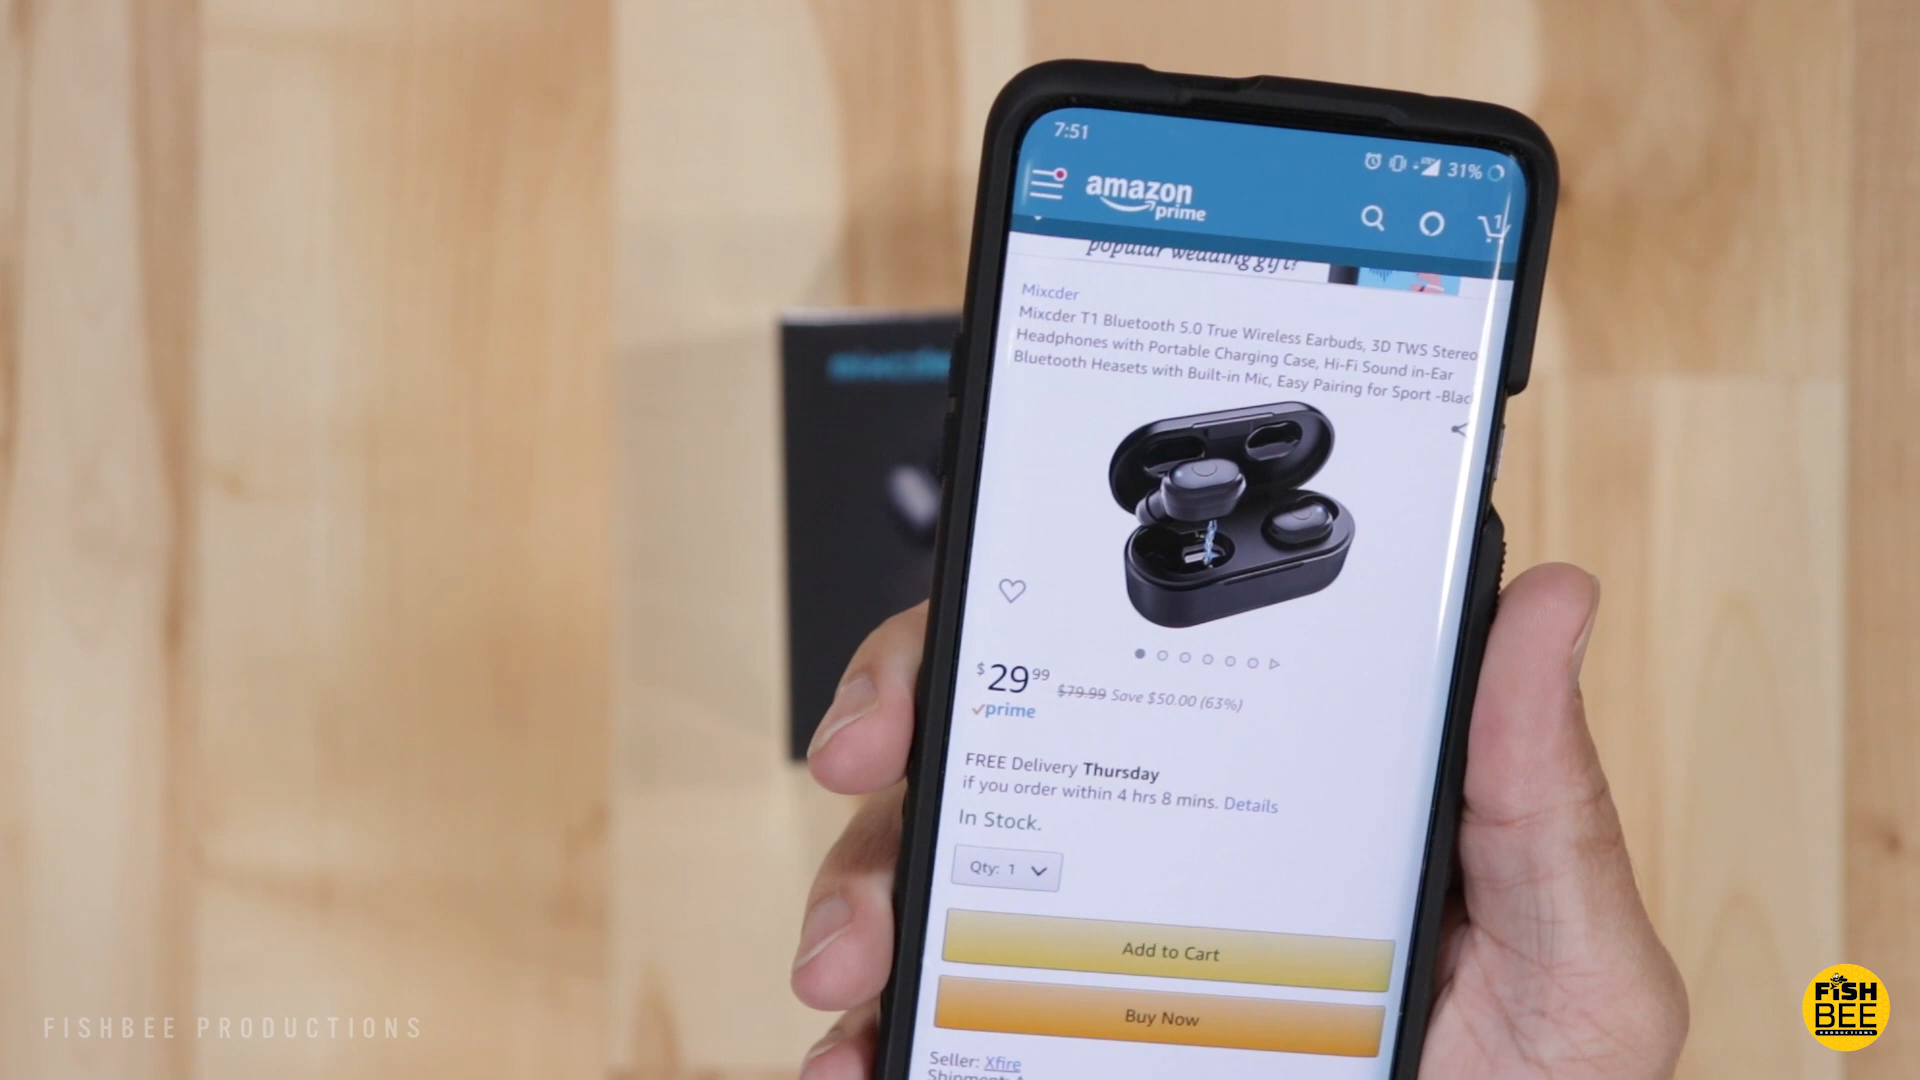 7:51
31%
amazon
prime
1
popular wedding gift?
Mixcder
Mixcder T1 Bluetooth 5.0 True Wireless Earbuds, 3D TWS Stereo
Headphones with Portable Charging Case, Hi-Fi Sound in-Ear
Bluetooth Heasets with Built-in Mic, Easy Pairing for Sport -Blac
$29.99 $79.99 Save $50.00 (63%)
prime
FREE Delivery Thursday
if you order within 4 hrs 8 mins. Details
In Stock.
Qty: 1
Add to Cart
Buy Now
Seller: Xfire
mixcder
FISHBEE PRODUCTIONS
FISH
BEE
PRODUCTIONS